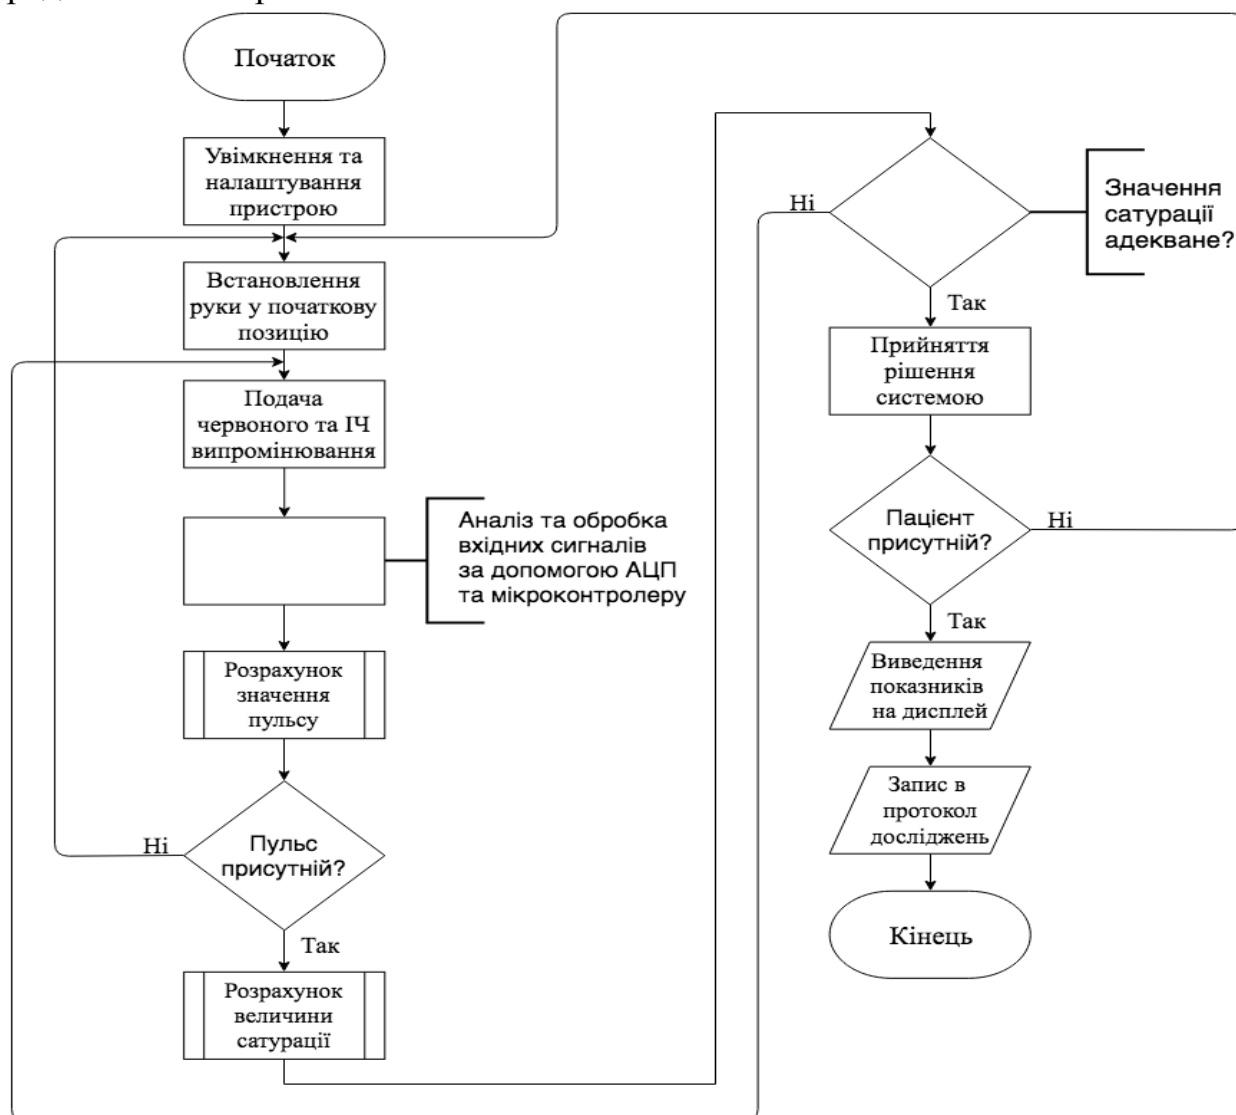 Початок
Увімкнення та
налаштування
пристрою
Встановлення
руки у початкову
позицію
Подача
червоного та ІЧ
випромінювання
Аналіз та обробка
вхідних сигналів
за допомогою АЦП
та мікроконтролеру
Розрахунок
значення
пульсу
Пульс
присутній?
Ні
Так
Розрахунок
величини
сатурації
Значення
сатурації
адекване?
Ні
Так
Прийняття
рішення
системою
Пацієнт
присутній?
Ні
Так
Виведення
показників
на дисплей
Запис в
протокол
досліджень
Кінець